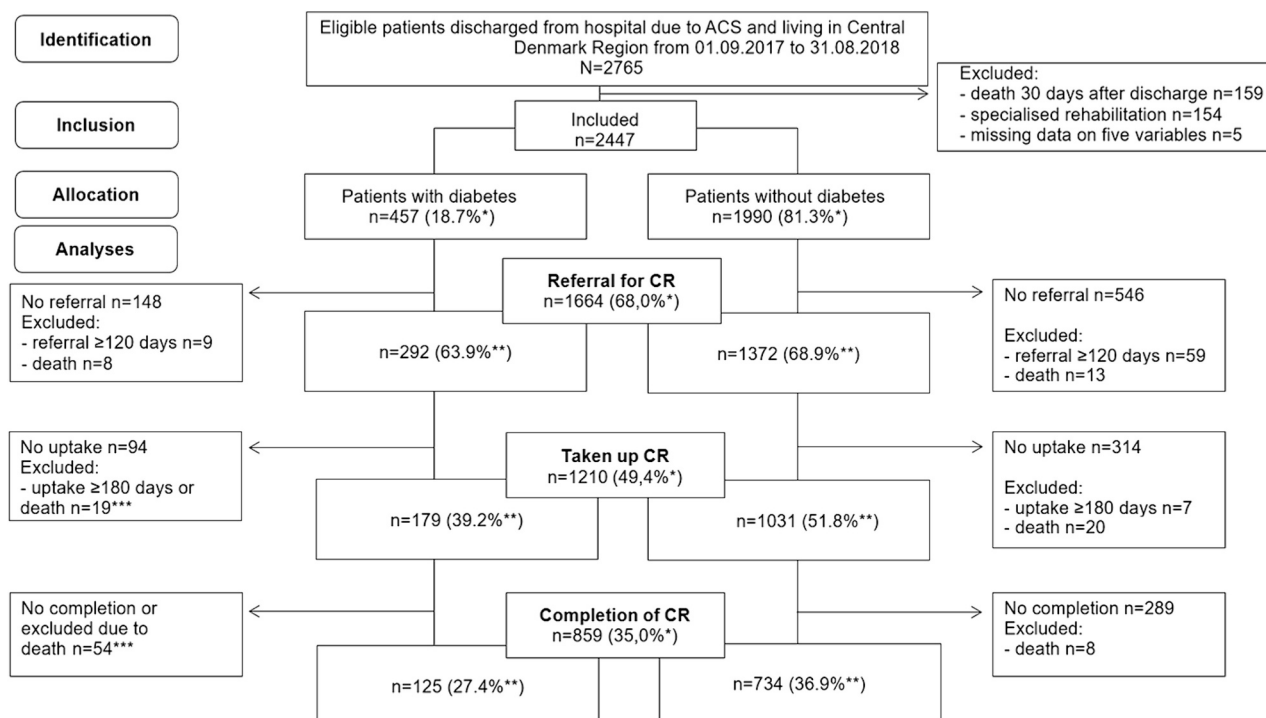 Identification
Eligible patients discharged from hospital due to ACS and living in Central
Denmark Region from 01.09.2017 to 31.08.2018
N=2765
Excluded:
- death 30 days after discharge n=159
- specialised rehabilitation n=154
- missing data on five variables n=5
Inclusion
Included
n=2447
Allocation
Patients with diabetes
n=457 (18.7%*)
Patients without diabetes
n=1990 (81.3%*)
Analyses
Referral for CR
n=1664 (68,0%*)
No referral n=148
Excluded:
- referral ≥120 days n=9
- death n=8
n=292 (63.9%**)
n=1372 (68.9%**)
No referral n=546
Excluded:
- referral ≥120 days n=59
- death n=13
Taken up CR
n=1210 (49,4%*)
No uptake n=94
Excluded:
- uptake ≥180 days or
death n=19***
n=179 (39.2%**)
n=1031 (51.8%**)
No uptake n=314
Excluded:
- uptake ≥180 days n=7
- death n=20
Completion of CR
n=859 (35,0%*)
No completion or
excluded due to
death n=54***
n=125 (27.4%**)
n=734 (36.9%**)
No completion n=289
Excluded:
- death n=8